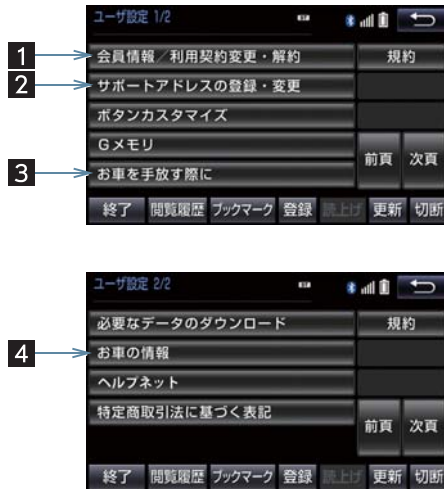 ユーザ設定 1/2
1 会員情報／利用契約変更・解約 規約
2 サポートアドレスの登録・変更
ボタンカスタマイズ
Gメモリ
前頁 次頁
3 お車を手放す際に
終了 閲覧履歴 ブックマーク 登録 読上げ 更新 切断
ユーザ設定 2/2
必要なデータのダウンロード 規約
4 お車の情報
ヘルプネット
特定商取引法に基づく表記
前頁 次頁
終了 閲覧履歴 ブックマーク 登録 読上げ 更新 切断